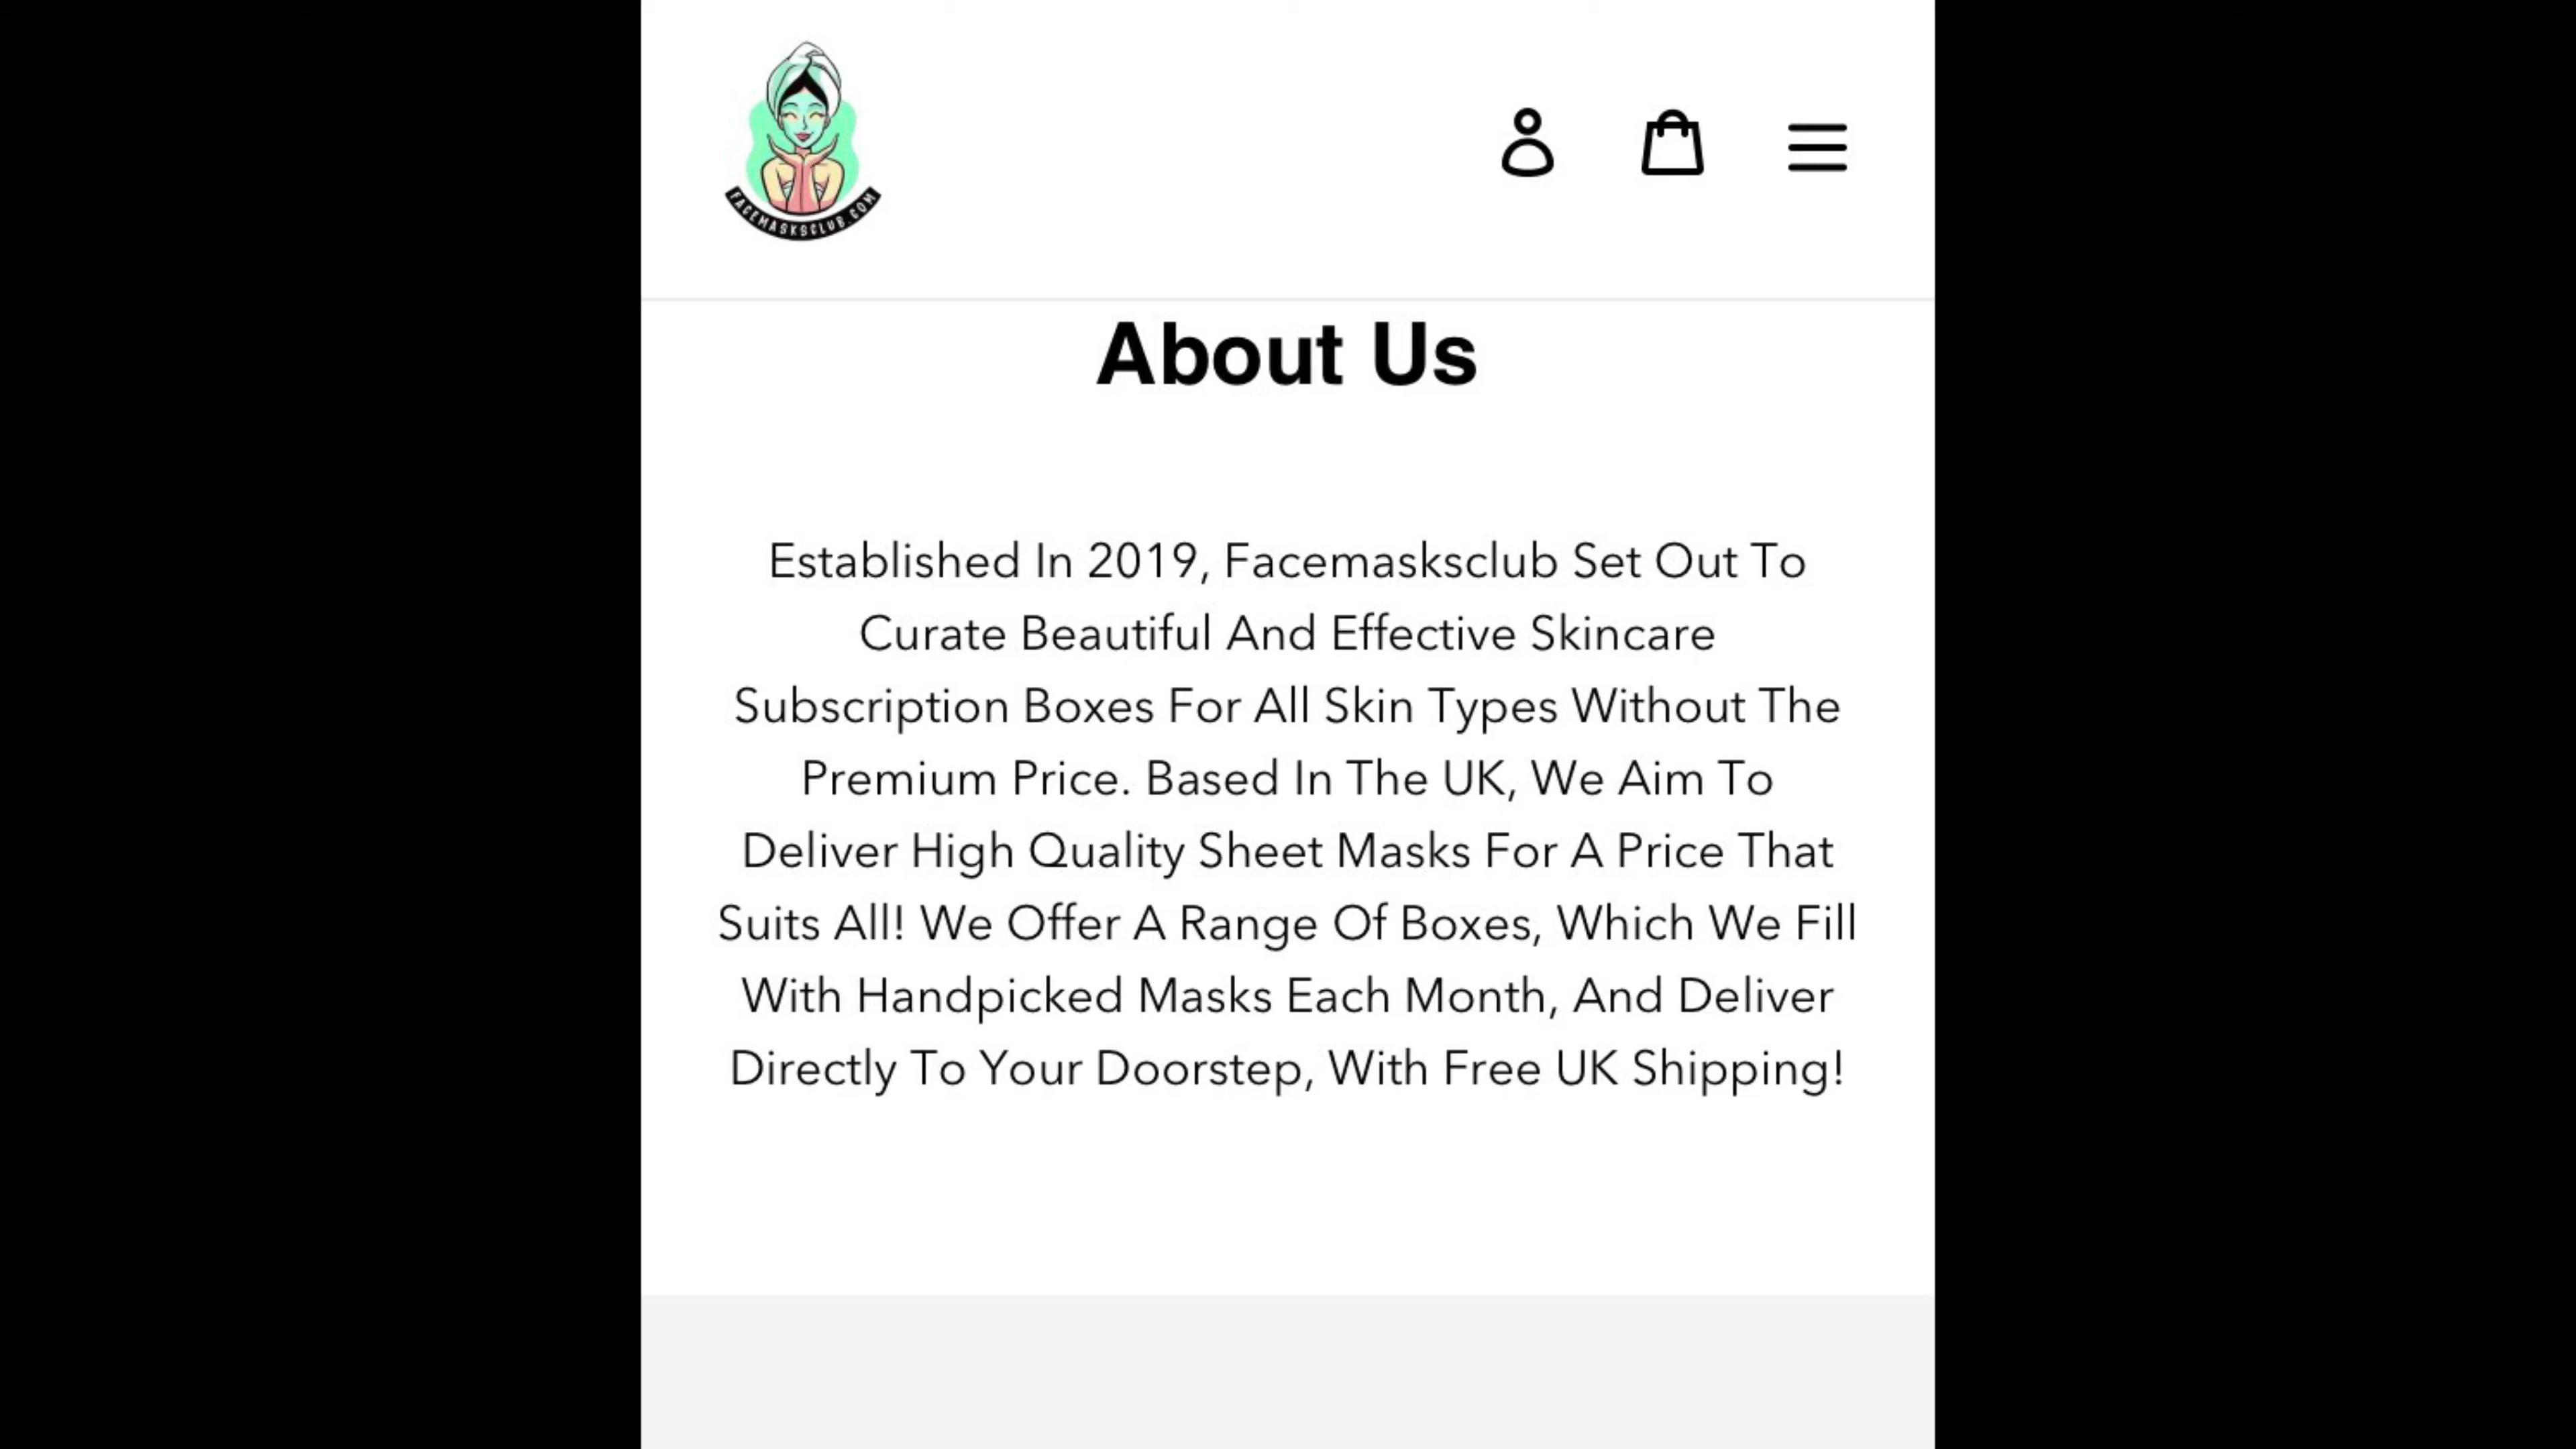 FACEMASKSCLUB.COM
About Us
Established In 2019, Facemasksclub Set Out To
Curate Beautiful And Effective Skincare
Subscription Boxes For All Skin Types Without The
Premium Price. Based In The UK, We Aim To
Deliver High Quality Sheet Masks For A Price That
Suits All! We Offer A Range Of Boxes, Which We Fill
With Handpicked Masks Each Month, And Deliver
Directly To Your Doorstep, With Free UK Shipping!